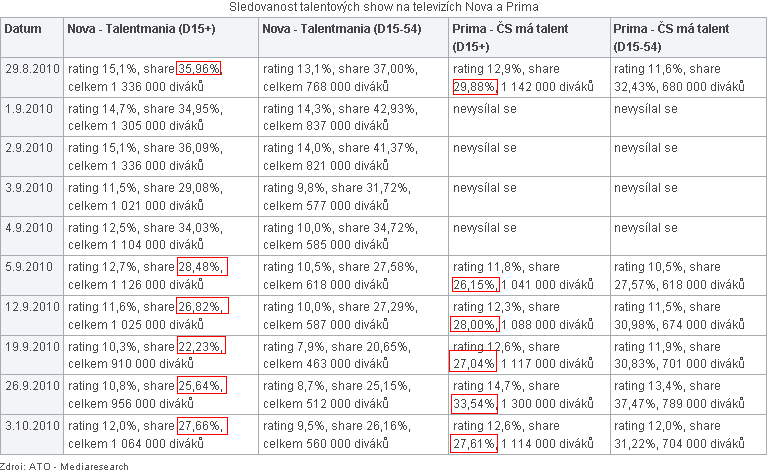 Sledovanost talentových show na televizích Nova a Prima
Datum Nova - Talentmania (D15+) Nova - Talentmania (D15-54) Prima - ČS má talent (D15+) Prima - ČS má talent (D15-54)
29.8.2010 rating 15,1%, share 35,96%, celkem 1 336 000 diváků rating 13,1%, share 37,00%, celkem 768 000 diváků rating 12,9%, share 29,88%, 1 142 000 diváků rating 11,6%, share 32,43%, 680 000 diváků
1.9.2010 rating 14,7%, share 34,95%, celkem 1 305 000 diváků rating 14,3%, share 42,93%, celkem 837 000 diváků nevysílal se nevysílal se
2.9.2010 rating 15,1%, share 36,09%, celkem 1 336 000 diváků rating 14,0%, share 41,37%, celkem 821 000 diváků nevysílal se nevysílal se
3.9.2010 rating 11,5%, share 29,08%, celkem 1 021 000 diváků rating 9,8%, share 31,72%, celkem 577 000 diváků nevysílal se nevysílal se
4.9.2010 rating 12,5%, share 34,03%, celkem 1 104 000 diváků rating 10,0%, share 34,72%, celkem 585 000 diváků nevysílal se nevysílal se
5.9.2010 rating 12,7%, share 28,48%, celkem 1 126 000 diváků rating 10,5%, share 27,58%, celkem 618 000 diváků rating 11,8%, share 26,15%, 1 041 000 diváků rating 10,5%, share 27,57%, 618 000 diváků
12.9.2010 rating 11,6%, share 26,82%, celkem 1 025 000 diváků rating 10,0%, share 27,29%, celkem 587 000 diváků rating 12,3%, share 28,00%, 1 088 000 diváků rating 11,5%, share 30,98%, 674 000 diváků
19.9.2010 rating 10,3%, share 22,23%, celkem 910 000 diváků rating 7,9%, share 20,65%, celkem 463 000 diváků rating 12,6%, share 27,04% 1 117 000 diváků rating 11,9%, share 30,83%, 701 000 diváků
26.9.2010 rating 10,8%, share 25,64%, celkem 956 000 diváků rating 8,7%, share 25,15%, celkem 512 000 diváků rating 14,7%, share 33,54%, 1 300 000 diváků rating 13,4%, share 37,47%, 789 000 diváků
3.10.2010 rating 12,0%, share 27,66%, celkem 1 064 000 diváků rating 9,5%, share 26,16%, celkem 560 000 diváků rating 12,6%, share 27,61%, 1 114 000 diváků rating 12,0%, share 31,22%, 704 000 diváků
Zdroj: ATO - Mediaresearch